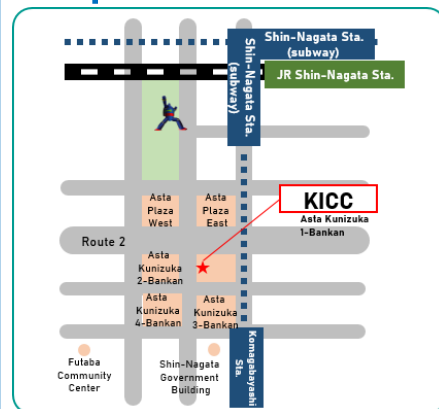 Shin-Nagata Sta.
(subway)
Shin-Nagata Sta.
(subway)
JR Shin-Nagata Sta.
KICC
Asta Kunizuka
1-Bankan
Asta
Plaza
West
Asta
Plaza
East
Route 2
Asta
Kunizuka
2-Bankan
Asta
Kunizuka
4-Bankan
Asta
Kunizuka
3-Bankan
Futaba
Community
Center
Shin-Nagata
Government
Building
Komagabayashi
Sta.